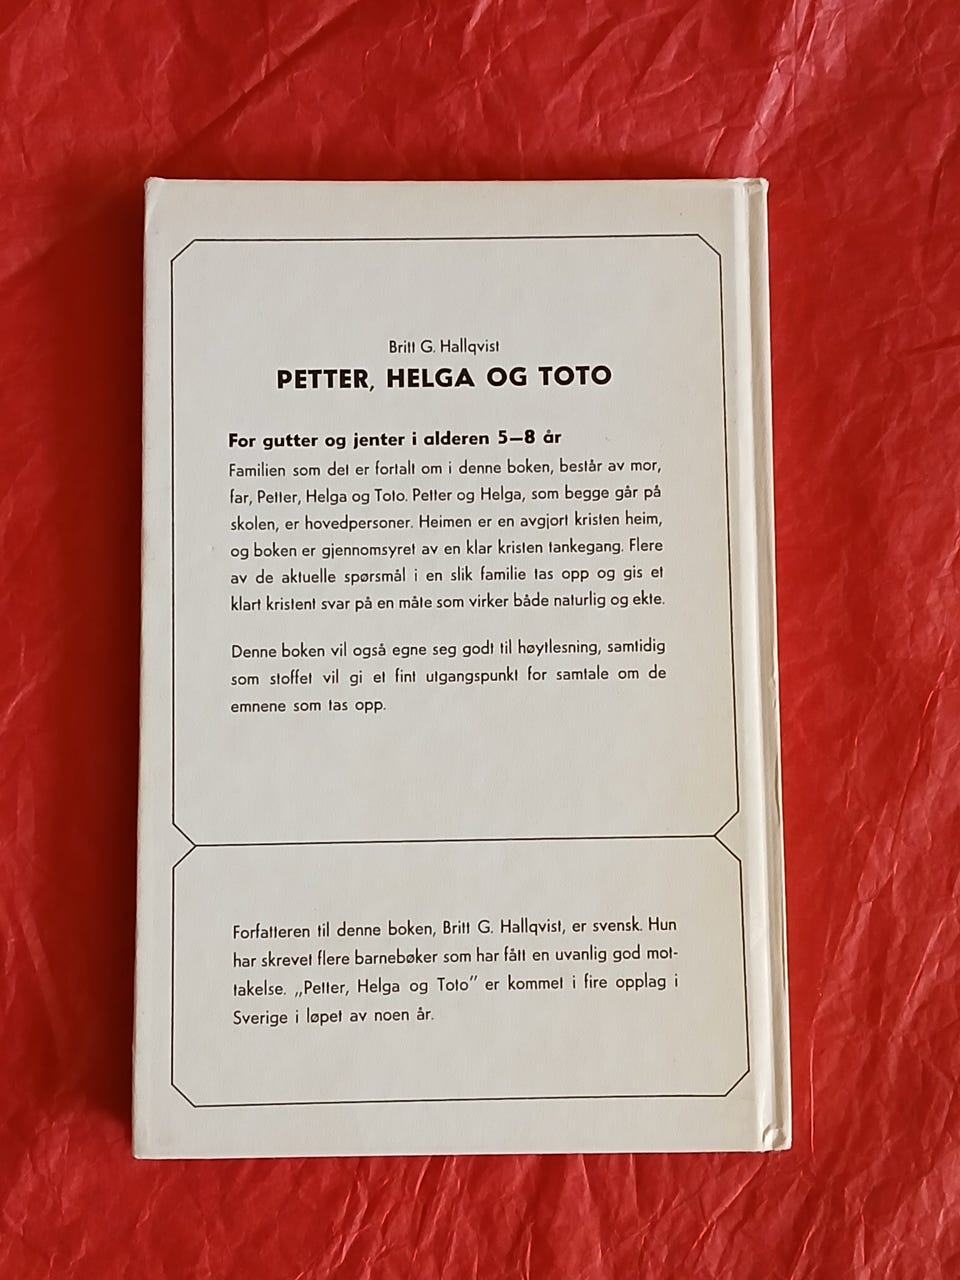 Britt G. Hallqvist
PETTER, HELGA OG TOTO
For gutter og jenter i alderen 5–8 år
Familien som det er fortalt om i denne boken, består av mor,
far, Petter, Helga og Toto. Petter og Helga, som begge går på
skolen, er hovedpersoner. Heimen er en avgjort kristen heim,
og boken er gjennomsyret av en klar kristen tankegang. Flere
av de aktuelle spørsmål i en slik familie tas opp og gis et
klart kristent svar på en måte som virker både naturlig og ekte.
Denne boken vil også egne seg godt til høytlesning, samtidig
som stoffet vil gi et fint utgangspunkt for samtale om de
emnene som tas opp.
Forfatteren til denne boken, Britt G. Hallqvist, er svensk. Hun
har skrevet flere barnebøker som har fått en uvanlig god mot-
takelse. „Petter, Helga og Toto” er kommet i fire opplag i
Sverige i løpet av noen år.